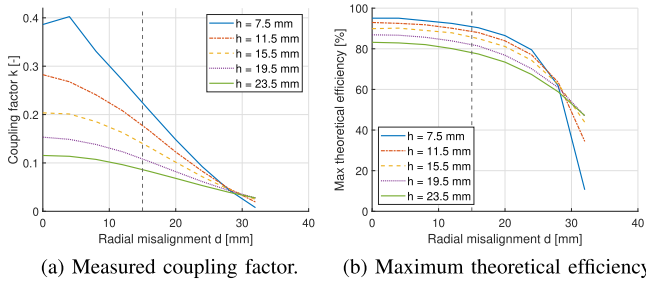 (a)
0.4
0.3
0.2
0.1
0
Coupling factor k [-]
h = 7.5 mm
h = 11.5 mm
h = 15.5 mm
h = 19.5 mm
h = 23.5 mm
0 10 20 30 40
Radial misalignment d [mm]
(a) Measured coupling factor.
(b)
100
80
60
40
20
0
Max theoretical efficiency [%]
h = 7.5 mm
h = 11.5 mm
h = 15.5 mm
h = 19.5 mm
h = 23.5 mm
0 10 20 30 40
Radial misalignment d [mm]
(b) Maximum theoretical efficiency